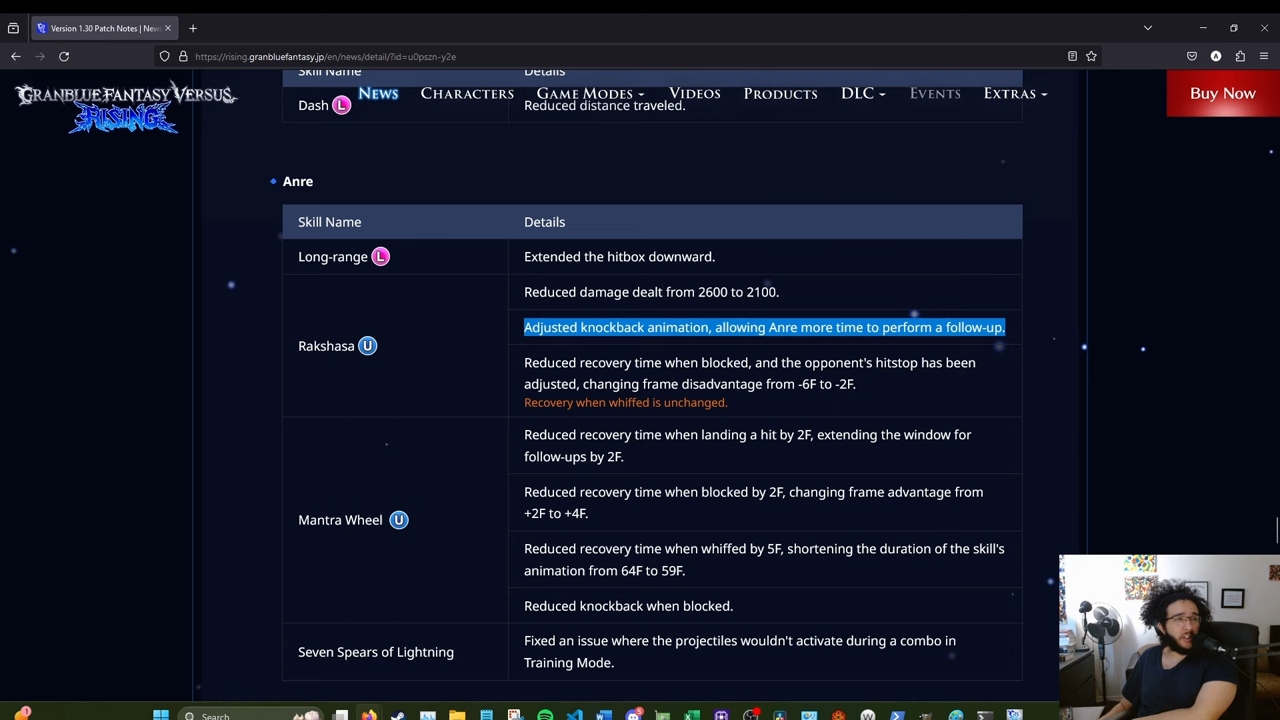 Version 1.30 Patch Notes | New
https://rising.granbluefantasy.jp/en/news/detail/?id=u0pszn-y2e
GRANBLUE FANTASY VERSUS
RISING
NEWS
CHARACTERS
GAME MODES
VIDEOS
PRODUCTS
DLC
EVENTS
EXTRAS
Buy Now
Skill Name
Details
Dash L
Reduced distance traveled.
Anre
Skill Name
Details
Long-range L
Extended the hitbox downward.
Rakshasa U
Reduced damage dealt from 2600 to 2100.
Adjusted knockback animation, allowing Anre more time to perform a follow-up.
Reduced recovery time when blocked, and the opponent's hitstop has been
adjusted, changing frame disadvantage from -6F to -2F.
Recovery when whiffed is unchanged.
Mantra Wheel U
Reduced recovery time when landing a hit by 2F, extending the window for
follow-ups by 2F.
Reduced recovery time when blocked by 2F, changing frame advantage from
+2F to +4F.
Reduced recovery time when whiffed by 5F, shortening the duration of the skill's
animation from 64F to 59F.
Reduced knockback when blocked.
Seven Spears of Lightning
Fixed an issue where the projectiles wouldn't activate during a combo in
Training Mode.
Search